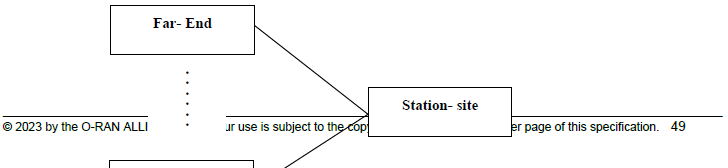 Far- End
Station- site
© 2023 by the O-RAN ALLI ur use is subject to the cop er page of this specification. 49